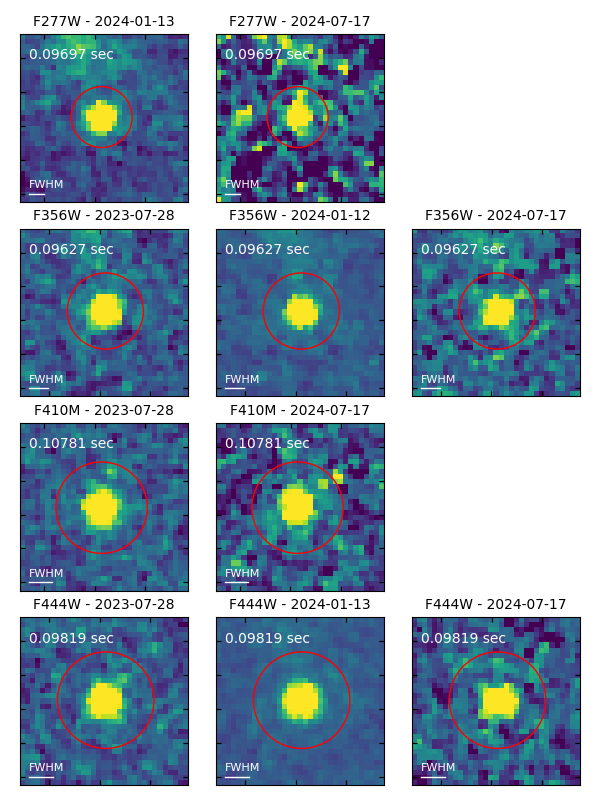 F277W - 2024-01-13
0.09697 sec
FWHM
F277W - 2024-07-17
0.09697 sec
FWHM
F356W - 2023-07-28
0.09627 sec
FWHM
F356W - 2024-01-12
0.09627 sec
FWHM
F356W - 2024-07-17
0.09627 sec
FWHM
F410M - 2023-07-28
0.10781 sec
FWHM
F410M - 2024-07-17
0.10781 sec
FWHM
F444W - 2023-07-28
0.09819 sec
FWHM
F444W - 2024-01-13
0.09819 sec
FWHM
F444W - 2024-07-17
0.09819 sec
FWHM